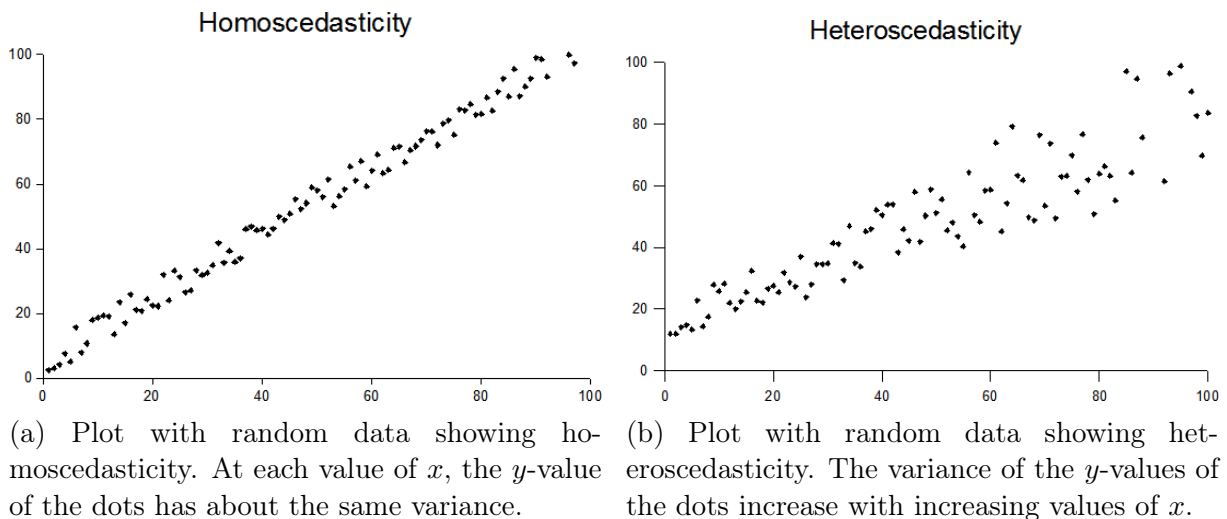 Homoscedasticity
100
80
60
40
20
0
0 20 40 60 80 100
(a) Plot with random data showing ho-
moscedasticity. At each value of x, the y-value
of the dots has about the same variance.
Heteroscedasticity
100
80
60
40
20
0
0 20 40 60 80 100
(b) Plot with random data showing het-
eroscedasticity. The variance of the y-values of
the dots increase with increasing values of x.